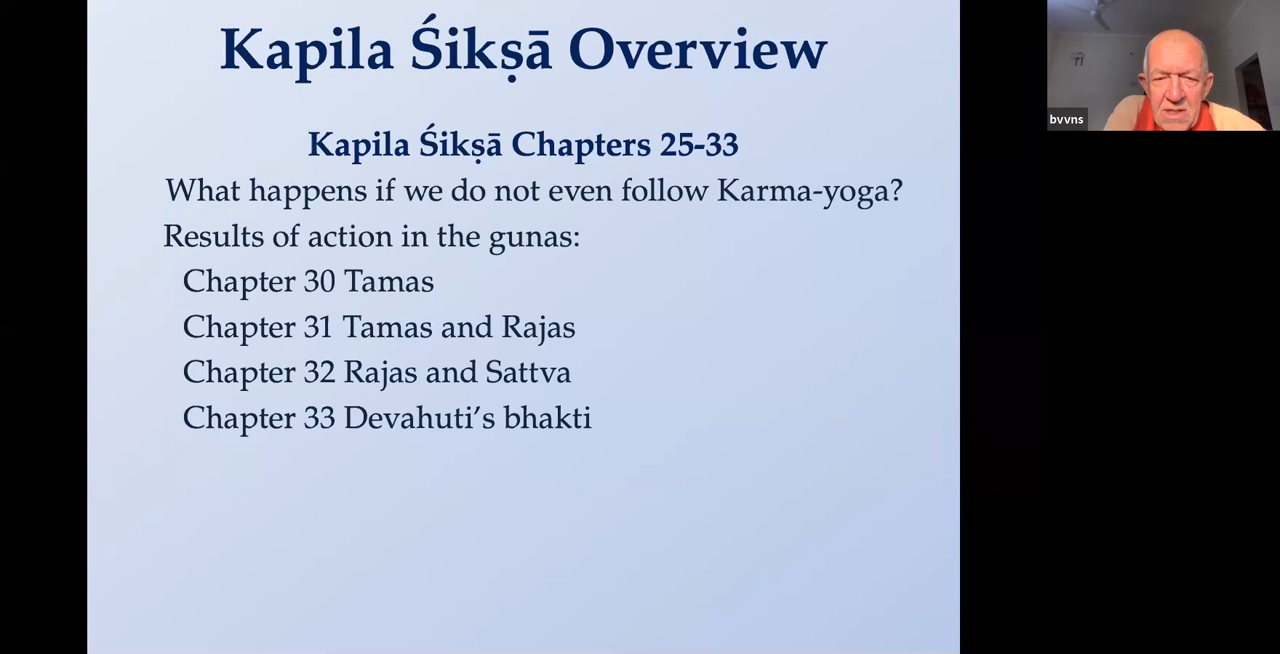 Kapila Śikṣā Overview
Kapila Śikṣā Chapters 25-33
What happens if we do not even follow Karma-yoga?
Results of action in the gunas:
Chapter 30 Tamas
Chapter 31 Tamas and Rajas
Chapter 32 Rajas and Sattva
Chapter 33 Devahuti’s bhakti
bvvns